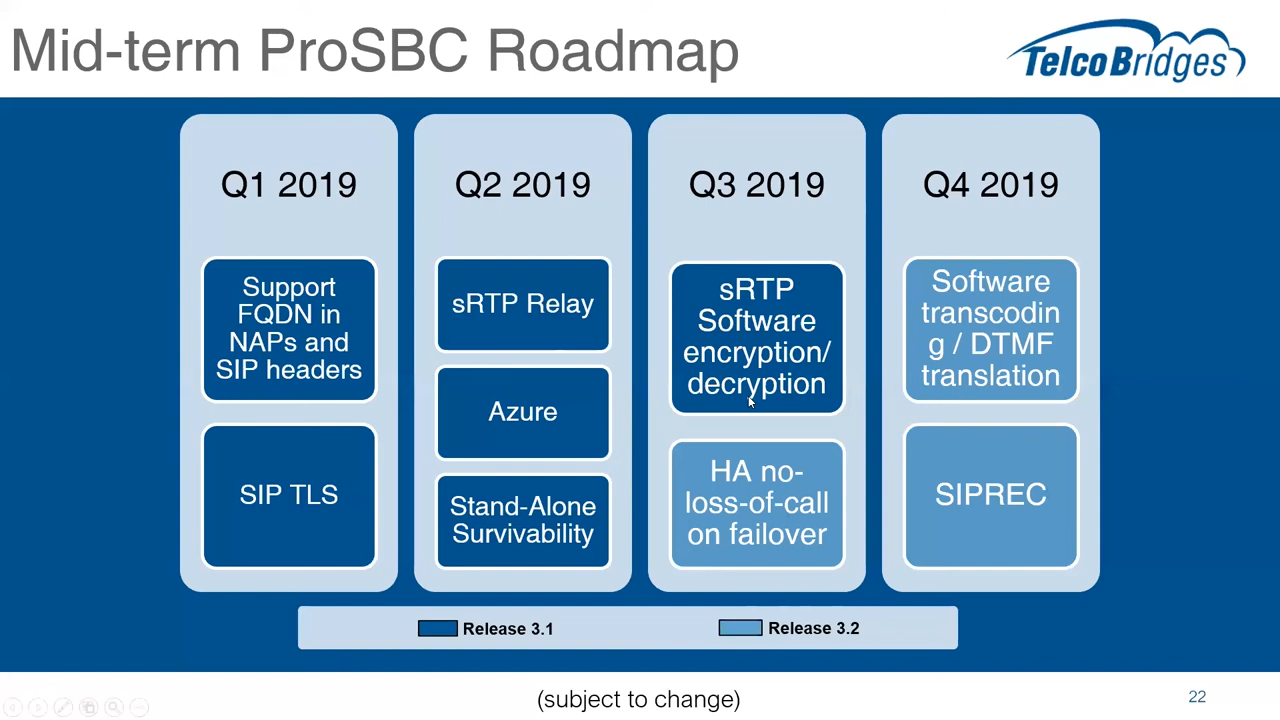 Mid-term ProSBC Roadmap
TelcoBridges
Q1 2019
Support
FQDN in
NAPs and
SIP headers
SIP TLS
Q2 2019
sRTP Relay
Azure
Stand-Alone
Survivability
Q3 2019
sRTP
Software
encryption/
decryption
HA no-
loss-of-call
on failover
Q4 2019
Software
transcodin
g / DTMF
translation
SIPREC
Release 3.1
Release 3.2
(subject to change)
22